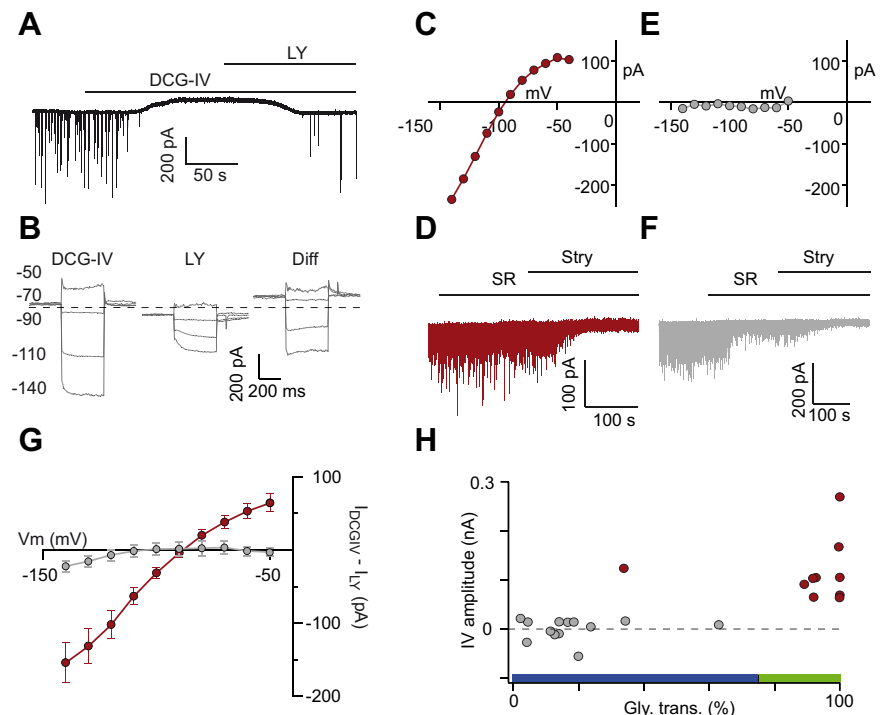 A
LY
DCG-IV
200 pA
50 s
B
DCG-IV LY Diff
-50
-70
-90
-110
-140
200 pA
200 ms
C
100
pA
mV
-150 -100 -50 0
-100
-200
E
100
pA
mV
-150 -100 -50 0
-100
-200
D
Stry
SR
100 pA
100 s
F
Stry
SR
200 pA
100 s
G
100
Vm (mV)
-150 -50
-100
-200
IDCGIV - ILY (pA)
H
0.3
0
IV amplitude (nA)
0 100
Gly. trans. (%)